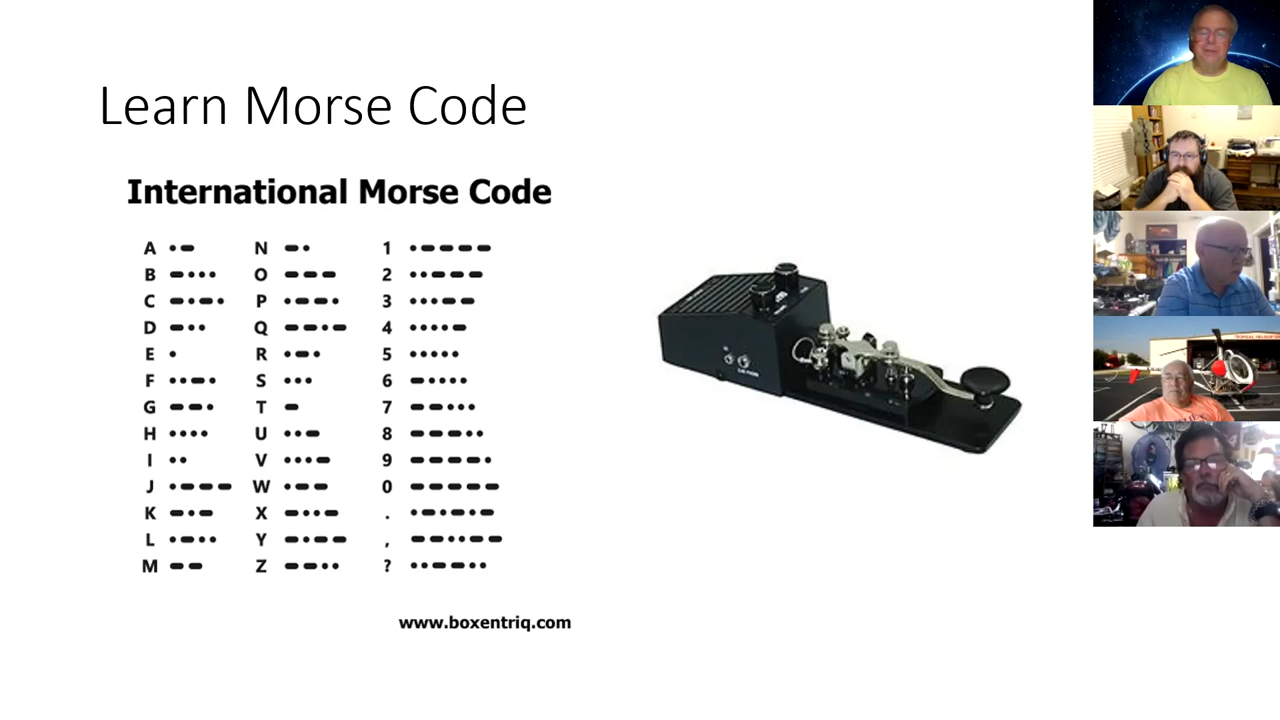 Learn Morse Code
International Morse Code
A •– N –• 1 •––––
B –••• O ––– 2 ••–––
C –•–• P •––• 3 •••––
D –•• Q ––•– 4 ••••–
E • R •–• 5 •••••
F ••–• S ••• 6 –••••
G ––• T – 7 ––•••
H •••• U ••– 8 –––••
I •• V •••– 9 ––––•
J •––– W •–– 0 –––––
K –•– X –••– . •–•–•–
L •–•• Y –•–– , ––••––
M –– Z ––•• ? ••––••
www.boxentriq.com